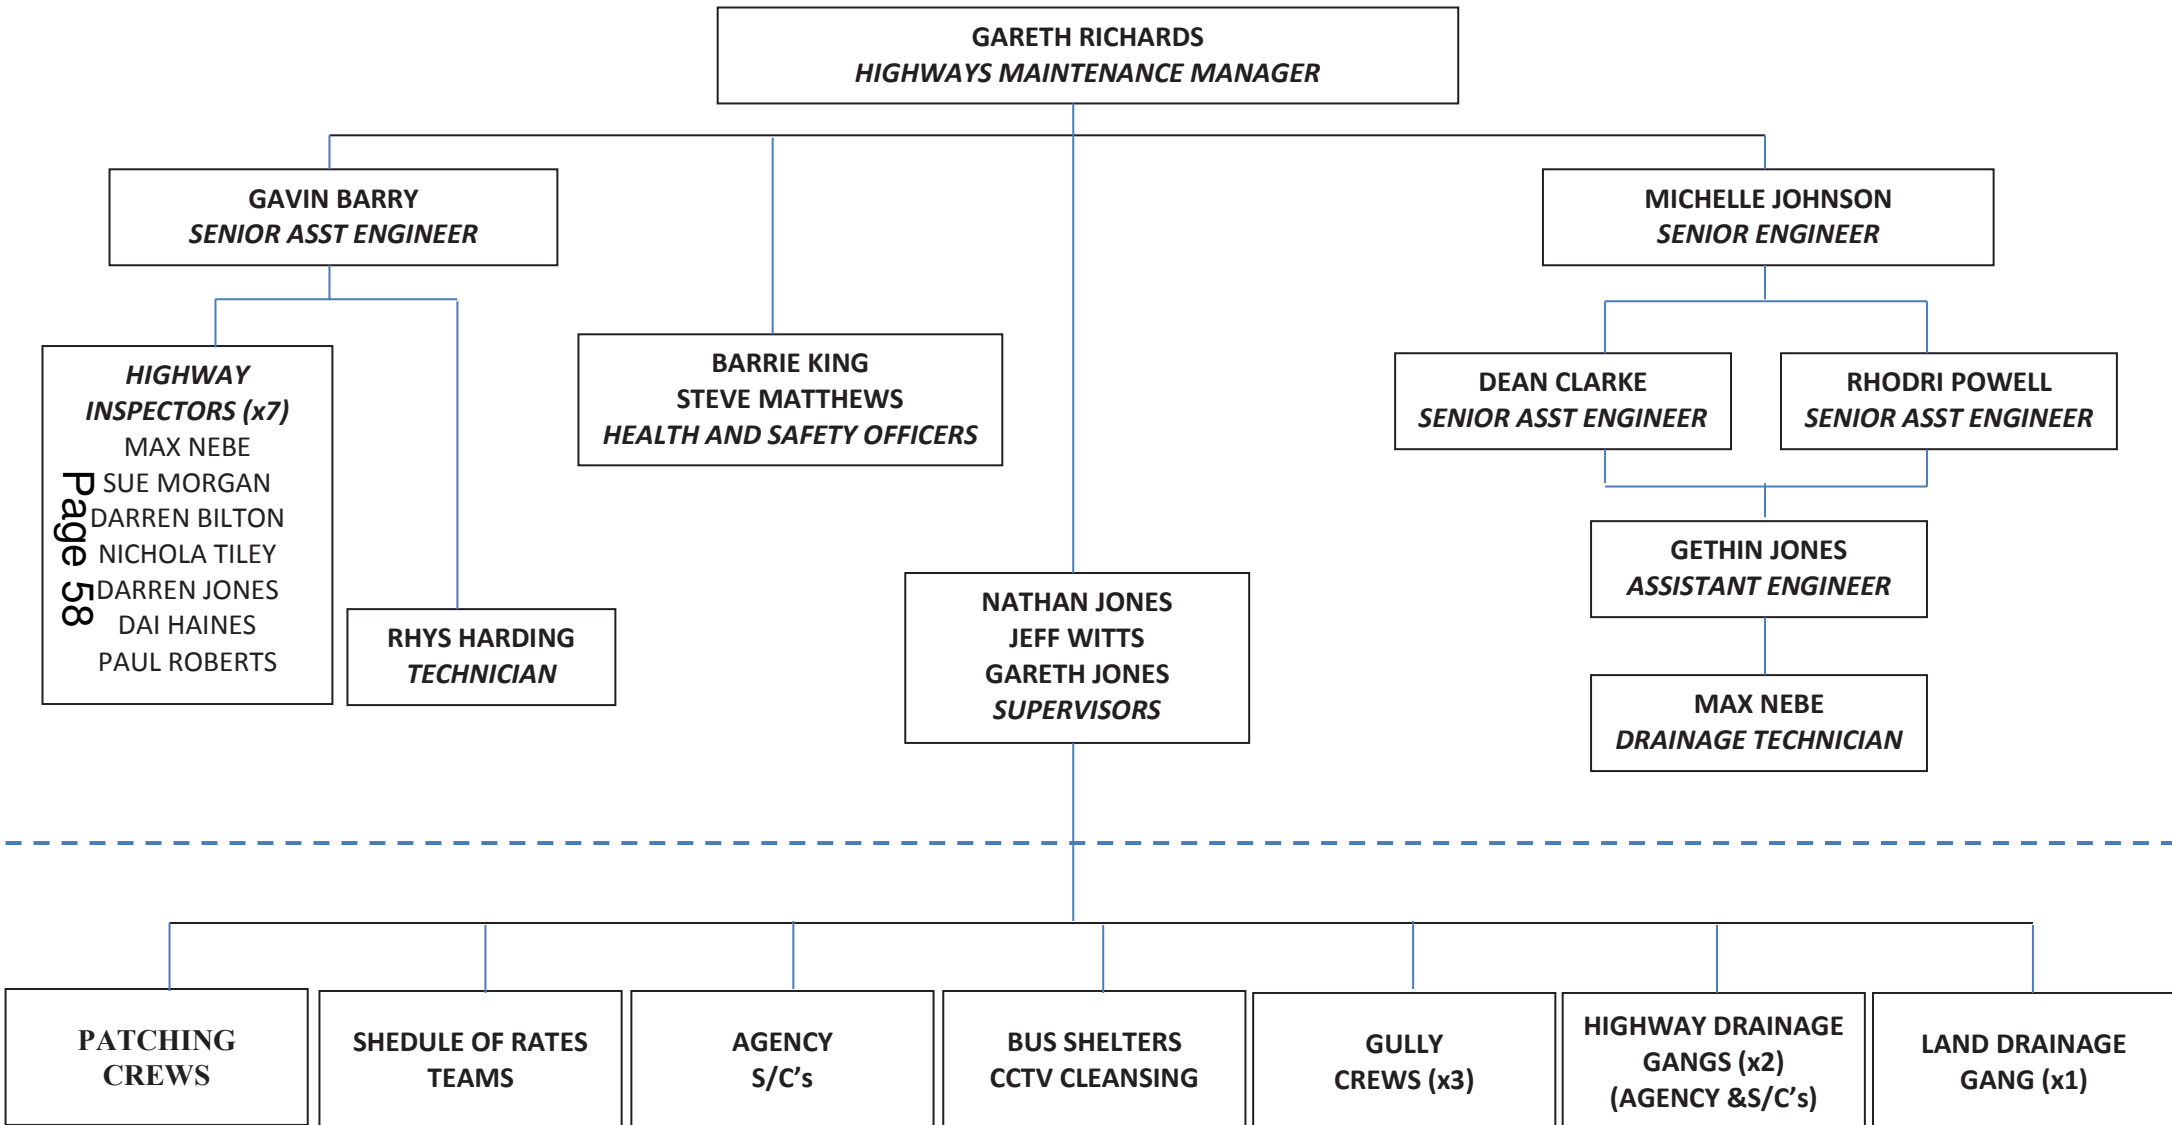 GARETH RICHARDS
HIGHWAYS MAINTENANCE MANAGER
GAVIN BARRY
SENIOR ASST ENGINEER
MICHELLE JOHNSON
SENIOR ENGINEER
HIGHWAY
INSPECTORS (x7)
MAX NEBE
SUE MORGAN
DARREN BILTON
NICHOLA TILEY
DARREN JONES
DAI HAINES
PAUL ROBERTS
Page 58
RHYS HARDING
TECHNICIAN
BARRIE KING
STEVE MATTHEWS
HEALTH AND SAFETY OFFICERS
NATHAN JONES
JEFF WITTS
GARETH JONES
SUPERVISORS
DEAN CLARKE
SENIOR ASST ENGINEER
RHODRI POWELL
SENIOR ASST ENGINEER
GETHIN JONES
ASSISTANT ENGINEER
MAX NEBE
DRAINAGE TECHNICIAN
PATCHING
CREWS
SHEDULE OF RATES
TEAMS
AGENCY
S/C’s
BUS SHELTERS
CCTV CLEANSING
GULLY
CREWS (x3)
HIGHWAY DRAINAGE
GANGS (x2)
(AGENCY &S/C’s)
LAND DRAINAGE
GANG (x1)